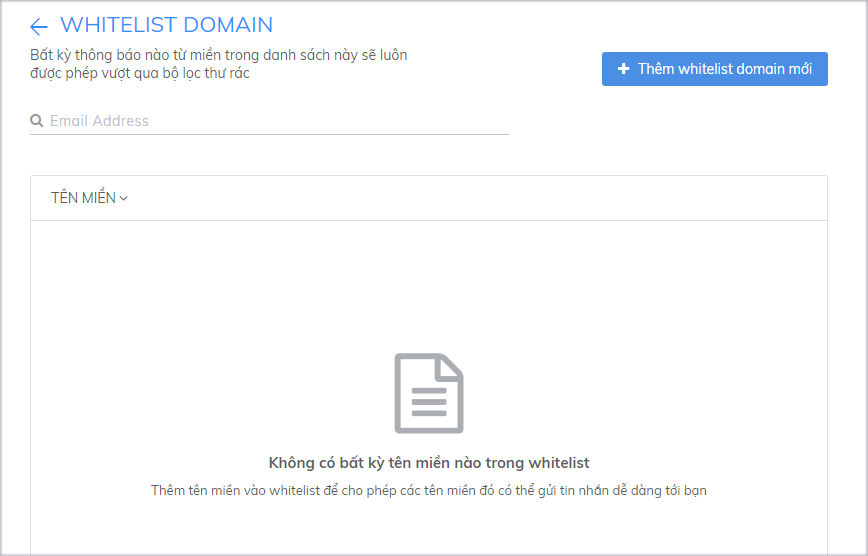 WHITELIST DOMAIN
Bất kỳ thông báo nào từ miền trong danh sách này sẽ luôn
được phép vượt qua bộ lọc thư rác
Thêm whitelist domain mới
Email Address
TÊN MIỀN
Không có bất kỳ tên miền nào trong whitelist
Thêm tên miền vào whitelist để cho phép các tên miền đó có thể gửi tin nhắn dễ dàng tới bạn